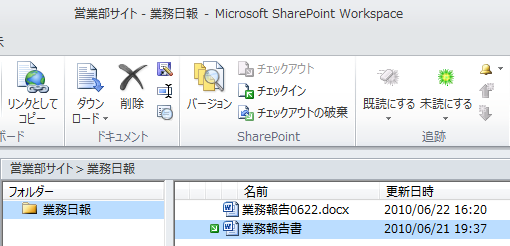 営業部サイト - 業務日報 - Microsoft SharePoint Workspace
示
リンクとして
コピー
ダウン
ロード
削除
バージョン
チェックアウト
チェックイン
チェックアウトの破棄
既読にする
未読にする
ボード
ドキュメント
SharePoint
追跡
営業部サイト > 業務日報
フォルダー
名前
更新日時
業務日報
業務報告0622.docx
2010/06/22 16:20
業務報告書
2010/06/21 19:37